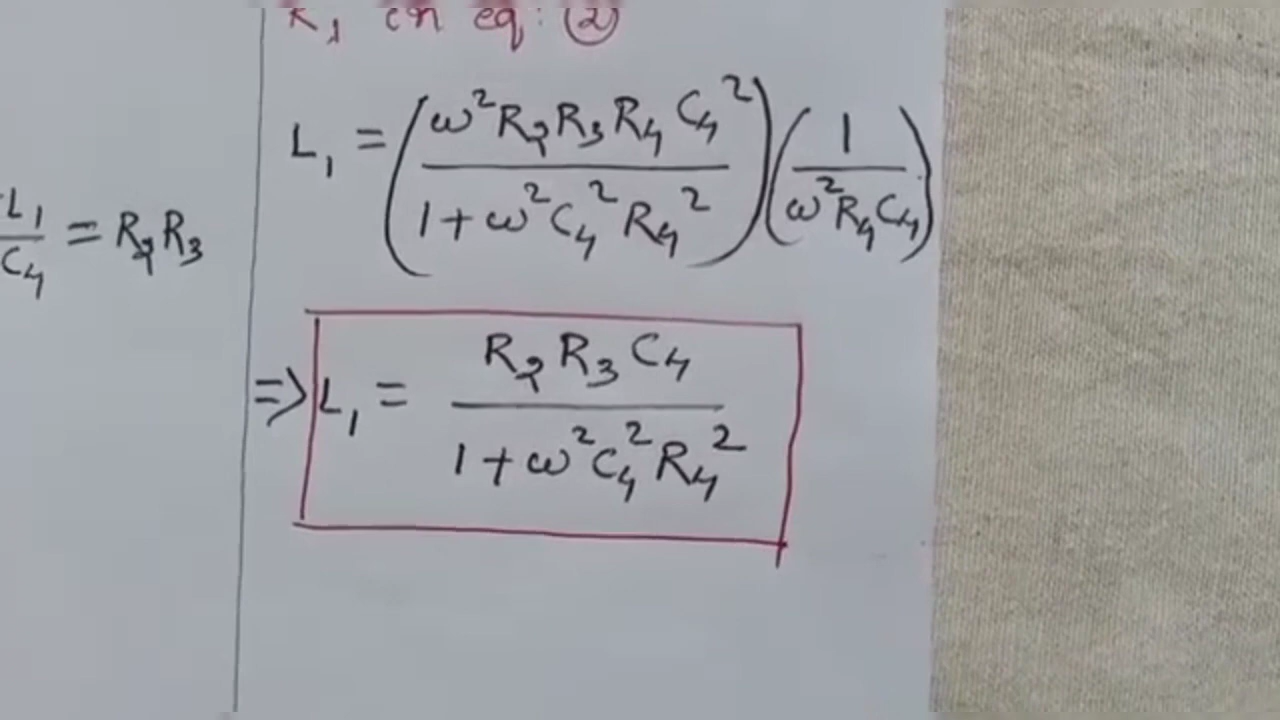 R₁ in eq: ②
L₁ = (ω²R₂R₃R₄C₄² / 1 + ω²C₄²R₄²) (1 / ω²R₄C₄)
L₁ / C₄ = R₂R₃
⇒ L₁ = R₂R₃C₄ / 1 + ω²C₄²R₄²